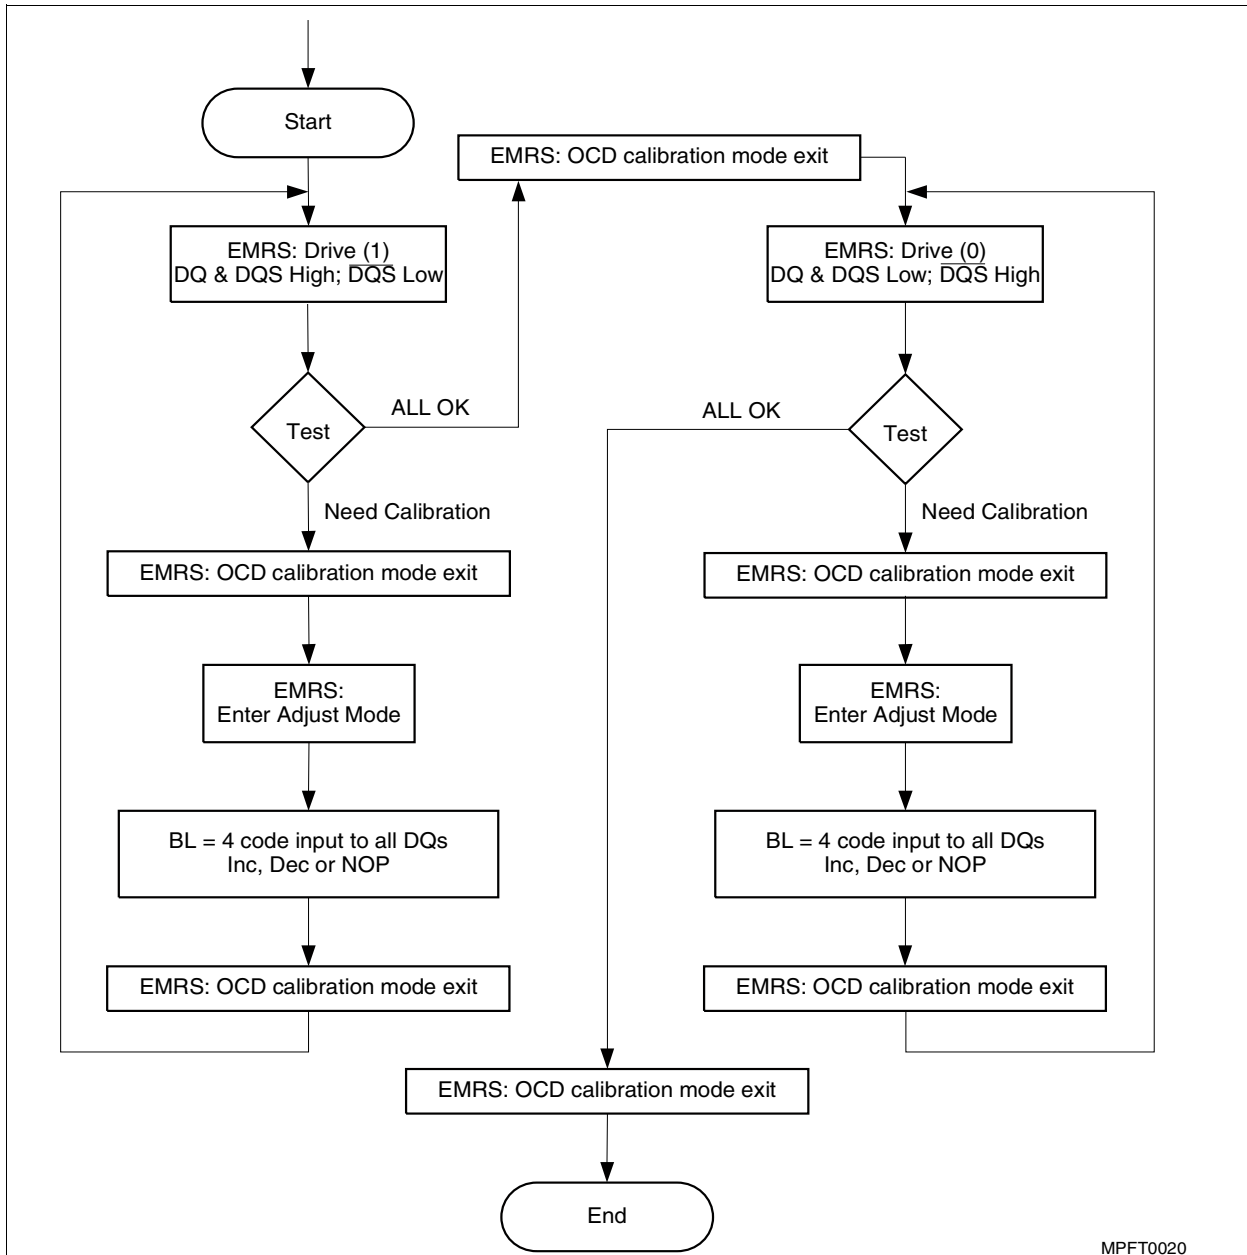 Start
EMRS: OCD calibration mode exit
EMRS: Drive (1)
DQ & DQS High; D̅Q̅S̅ Low
EMRS: Drive (0)
DQ & DQS Low; D̅Q̅S̅ High
Test
ALL OK
ALL OK
Test
Need Calibration
Need Calibration
EMRS: OCD calibration mode exit
EMRS: OCD calibration mode exit
EMRS:
Enter Adjust Mode
EMRS:
Enter Adjust Mode
BL = 4 code input to all DQs
Inc, Dec or NOP
BL = 4 code input to all DQs
Inc, Dec or NOP
EMRS: OCD calibration mode exit
EMRS: OCD calibration mode exit
EMRS: OCD calibration mode exit
End
MPFT0020